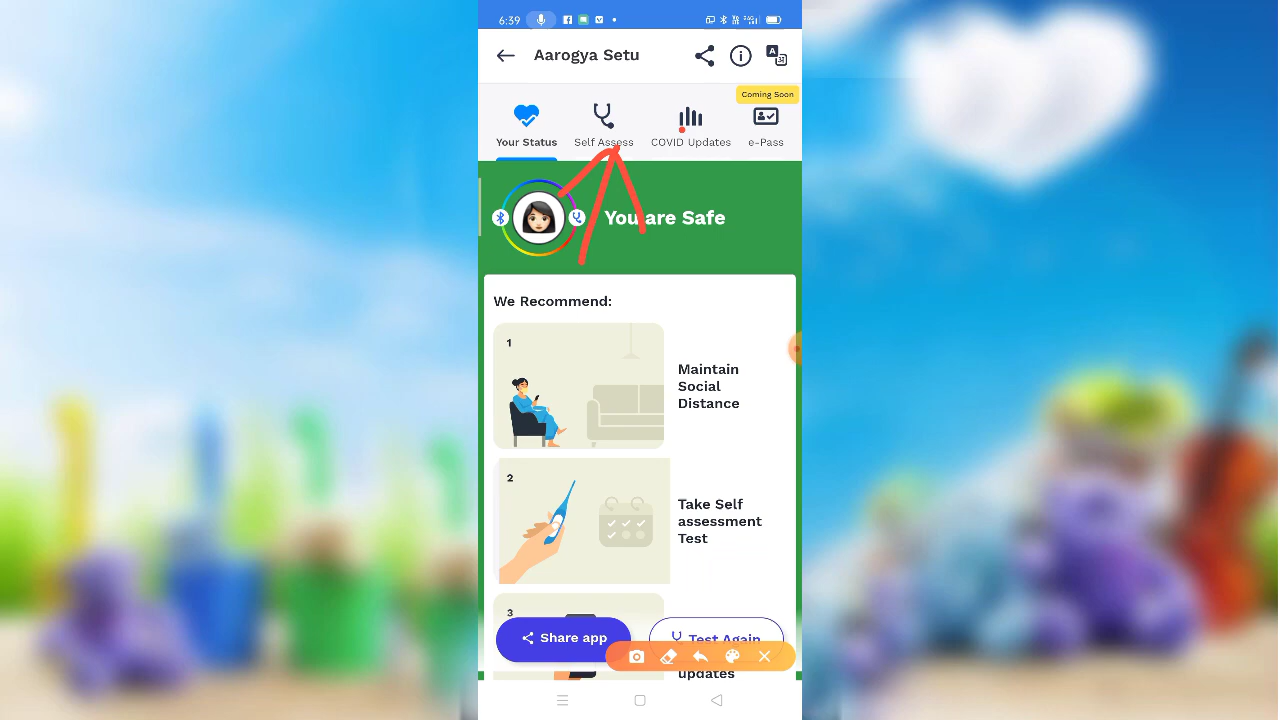 6:39
Aarogya Setu
Coming Soon
Your Status
Self Assess
COVID Updates
e-Pass
You are Safe
We Recommend:
1
Maintain
Social
Distance
2
Take Self
assessment
Test
3
Share app
Test Again
updates